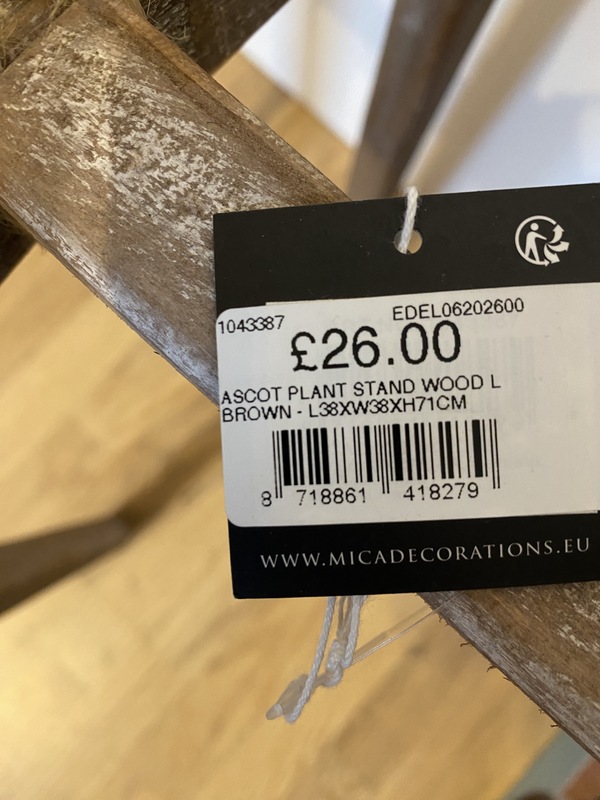 1043387
EDEL06202600
£26.00
ASCOT PLANT STAND WOOD L
BROWN - L38XW38XH71CM
8 718861 418279
WWW.MICADECORATIONS.EU